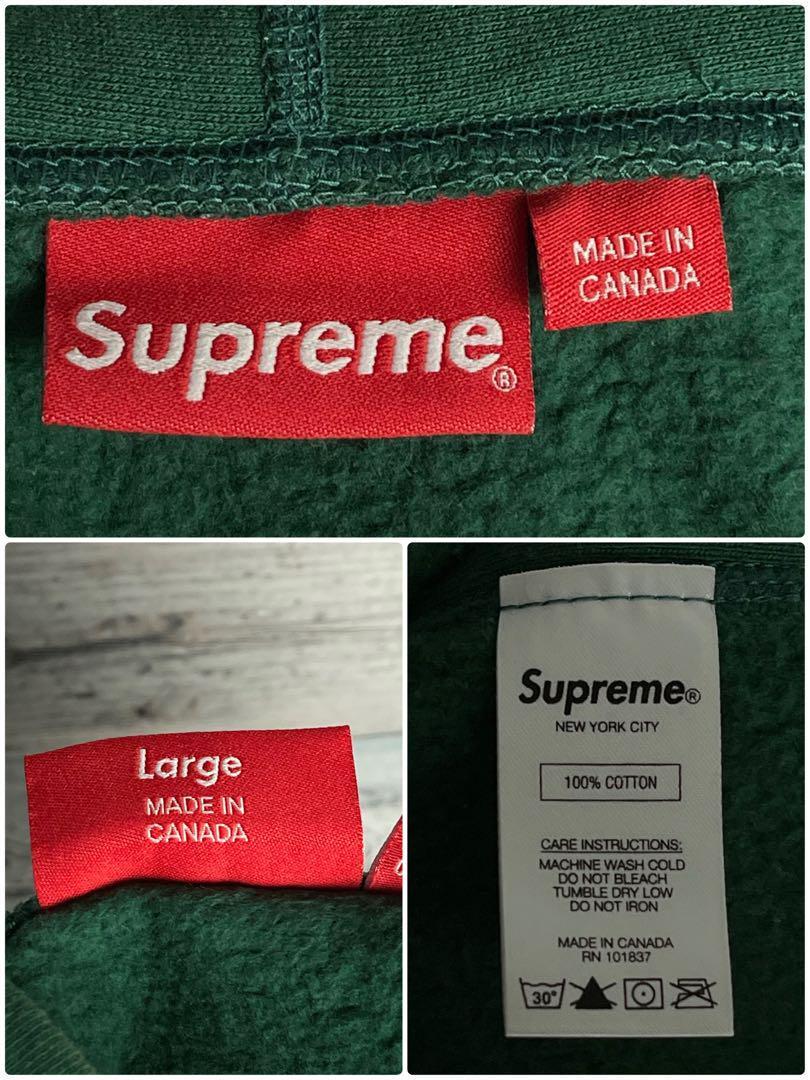 Supreme®
MADE IN
CANADA
Large
MADE IN
CANADA
Supreme®
NEW YORK CITY
100% COTTON
CARE INSTRUCTIONS:
MACHINE WASH COLD
DO NOT BLEACH
TUMBLE DRY LOW
DO NOT IRON
MADE IN CANADA
RN 101837
30°